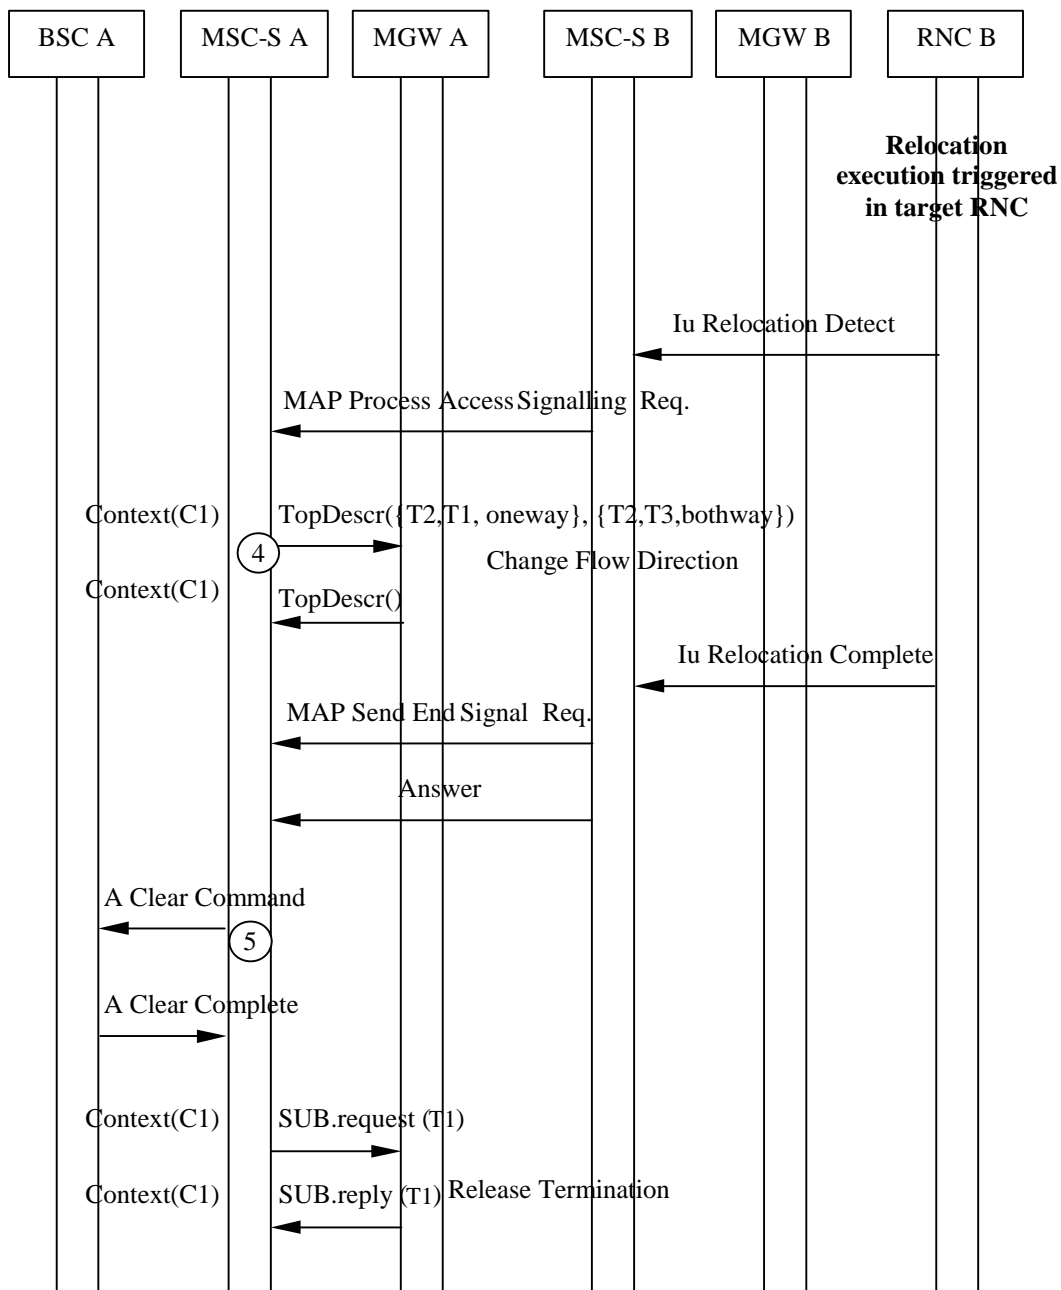 BSC A
MSC-S A
MGW A
MSC-S B
MGW B
RNC B
Relocation
execution triggered
in target RNC
Iu Relocation Detect
MAP Process Access Signalling Req.
Context(C1)
TopDescr({T2,T1, oneway}, {T2,T3,bothway})
4
Change Flow Direction
Context(C1)
TopDescr()
Iu Relocation Complete
MAP Send End Signal Req.
Answer
A Clear Command
5
A Clear Complete
Context(C1)
SUB.request (T1)
Context(C1)
SUB.reply (T1)
Release Termination